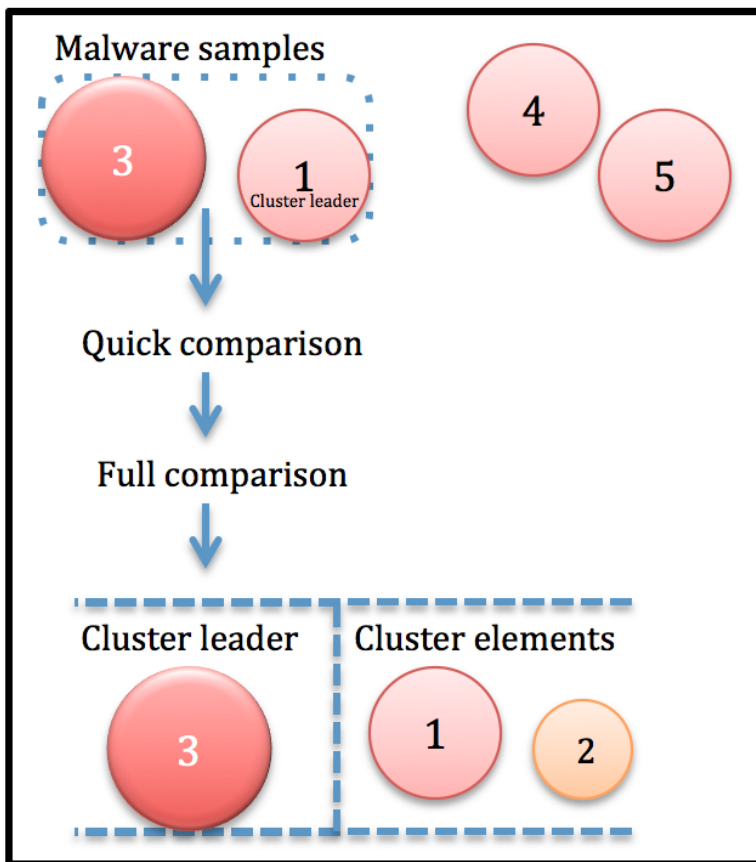 Malware samples
3
1
Cluster leader
4
5
Quick comparison
Full comparison
Cluster leader
Cluster elements
3
1
2